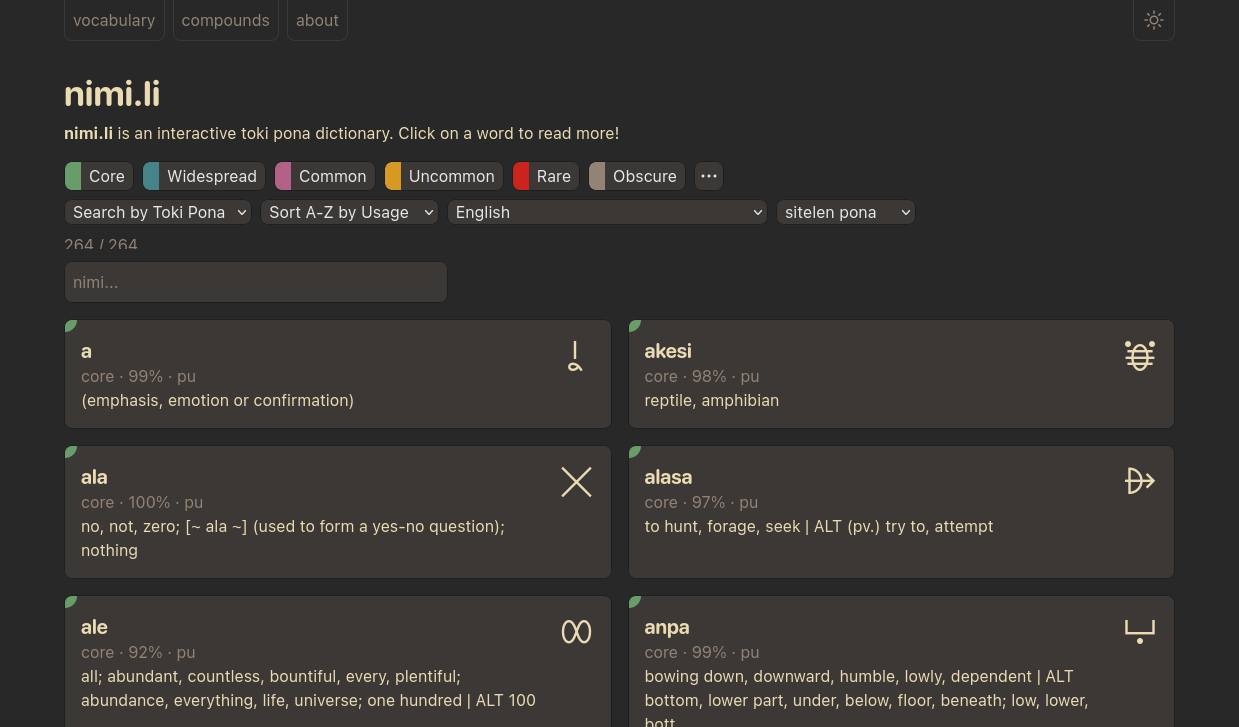 vocabulary compounds about
nimi.li
nimi.li is an interactive toki pona dictionary. Click on a word to read more!
Core Widespread Common Uncommon Rare Obscure ...
Search by Toki Pona Sort A-Z by Usage English sitelen pona
264 / 264
nimi...
a
core · 99% · pu
(emphasis, emotion or confirmation)
akesi
core · 98% · pu
reptile, amphibian
ala
core · 100% · pu
no, not, zero; [~ ala ~] (used to form a yes-no question);
nothing
alasa
core · 97% · pu
to hunt, forage, seek | ALT (pv.) try to, attempt
ale
core · 92% · pu
all; abundant, countless, bountiful, every, plentiful;
abundance, everything, life, universe; one hundred | ALT 100
anpa
core · 99% · pu
bowing down, downward, humble, lowly, dependent | ALT
bottom, lower part, under, below, floor, beneath; low, lower,
bott